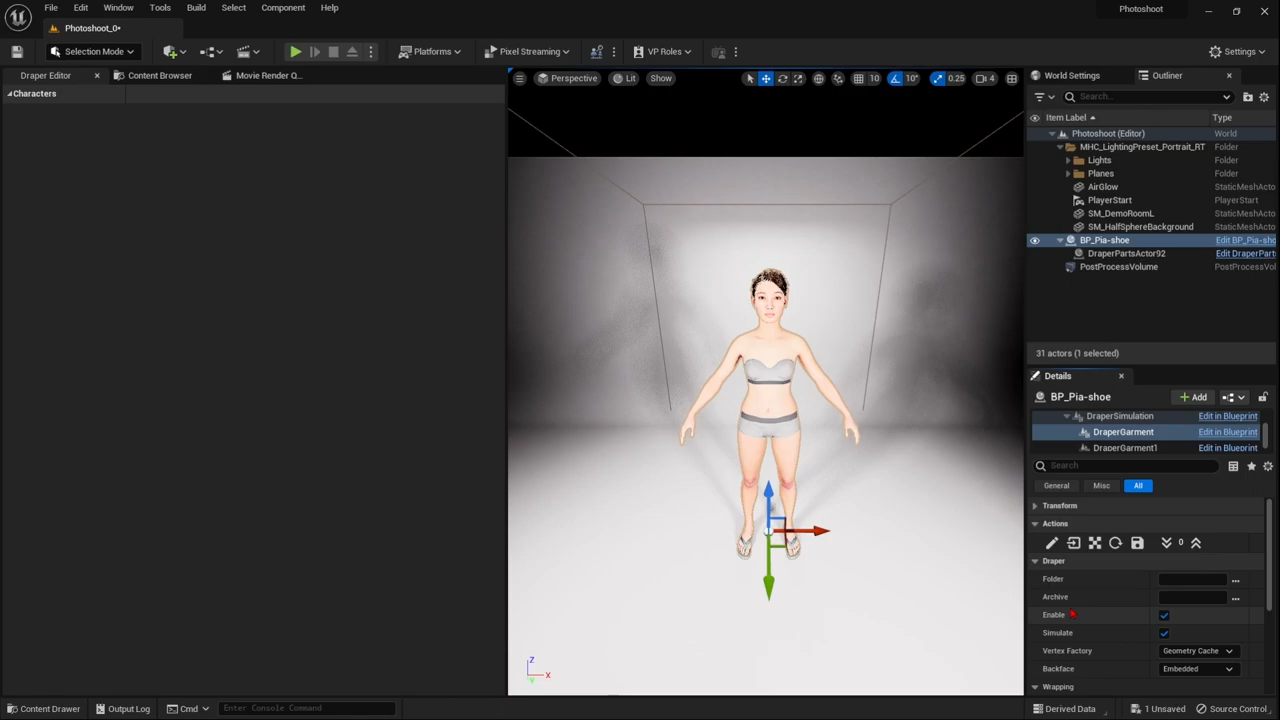 File Edit Window Tools Build Select Component Help
Photoshoot
Photoshoot_0*
Selection Mode
Platforms
Pixel Streaming
VP Roles
Settings
Draper Editor
Content Browser
Movie Render Q...
Characters
Perspective
Lit
Show
10
10°
0.25
4
World Settings
Outliner
Search...
Item Label
Type
Photoshoot (Editor) World
MHC_LightingPreset_Portrait_RT Folder
Lights Folder
Planes Folder
AirGlow StaticMeshActo
PlayerStart PlayerStart
SM_DemoRoomL StaticMeshActo
SM_HalfSphereBackground StaticMeshActo
BP_Pia-shoe Edit BP_Pia-sho
DraperPartsActor92 Edit DraperPart
PostProcessVolume PostProcessVol
31 actors (1 selected)
Details
BP_Pia-shoe
Add
DraperSimulation Edit in Blueprint
DraperGarment Edit in Blueprint
DraperGarment1 Edit in Blueprint
Search
General Misc All
Transform
Actions
0
Draper
Folder
Archive
Enable
Simulate
Vertex Factory Geometry Cache
Backface Embedded
Wrapping
Z
X
Y
Content Drawer
Output Log
Cmd
Enter Console Command
Derived Data
1 Unsaved
Source Control